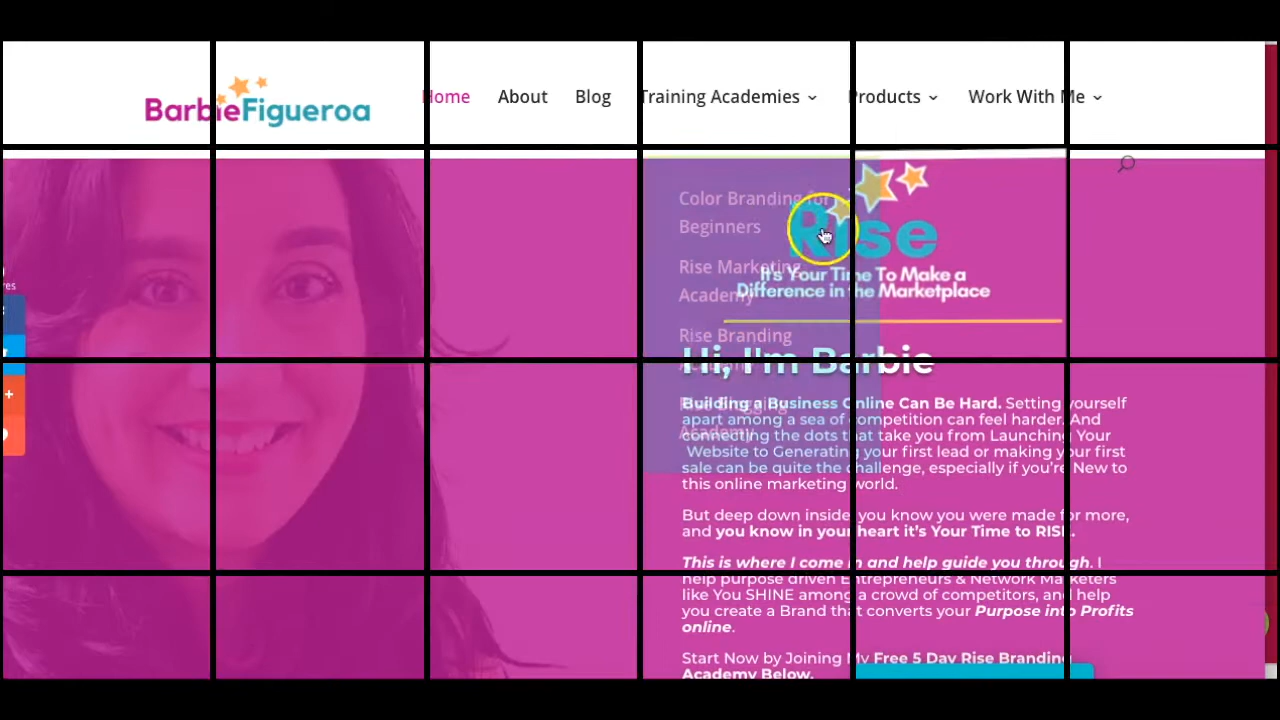 BarbieFigueroa
Home About Blog Training Academies Products Work With Me
Color Branding for
Beginners
Rise Marketing
Academy
Rise Branding
Academy
Rise Blogging
Academy
Rise
It's Your Time To Make a
Difference in the Marketplace
Hi, I'm Barbie
Building a Business Online Can Be Hard. Setting yourself
apart among a sea of competition can feel harder. And
connecting the dots that take you from Launching Your
Website to Generating your first lead or making your first
sale can be quite the challenge, especially if you're New to
this online marketing world.
But deep down inside you know you were made for more,
and you know in your heart it's Your Time to RISE.
This is where I come in and help guide you through. I
help purpose driven Entrepreneurs & Network Marketers
like You SHINE among a crowd of competitors, and help
you create a Brand that converts your Purpose into Profits
online.
Start Now by Joining My Free 5 Day Rise Branding
Academy Below.